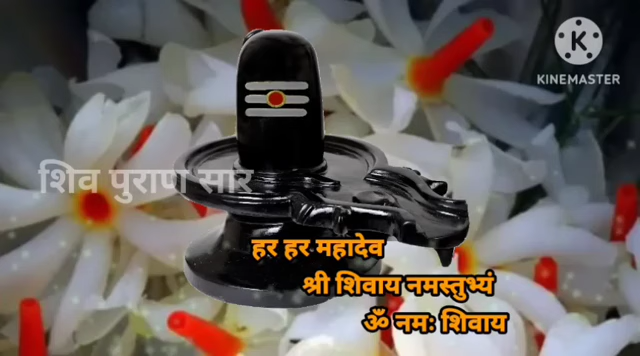 KINEMASTER
शिव पुराण सार
हर हर महादेव
श्री शिवाय नमस्तुभ्यं
ॐ नमः शिवाय